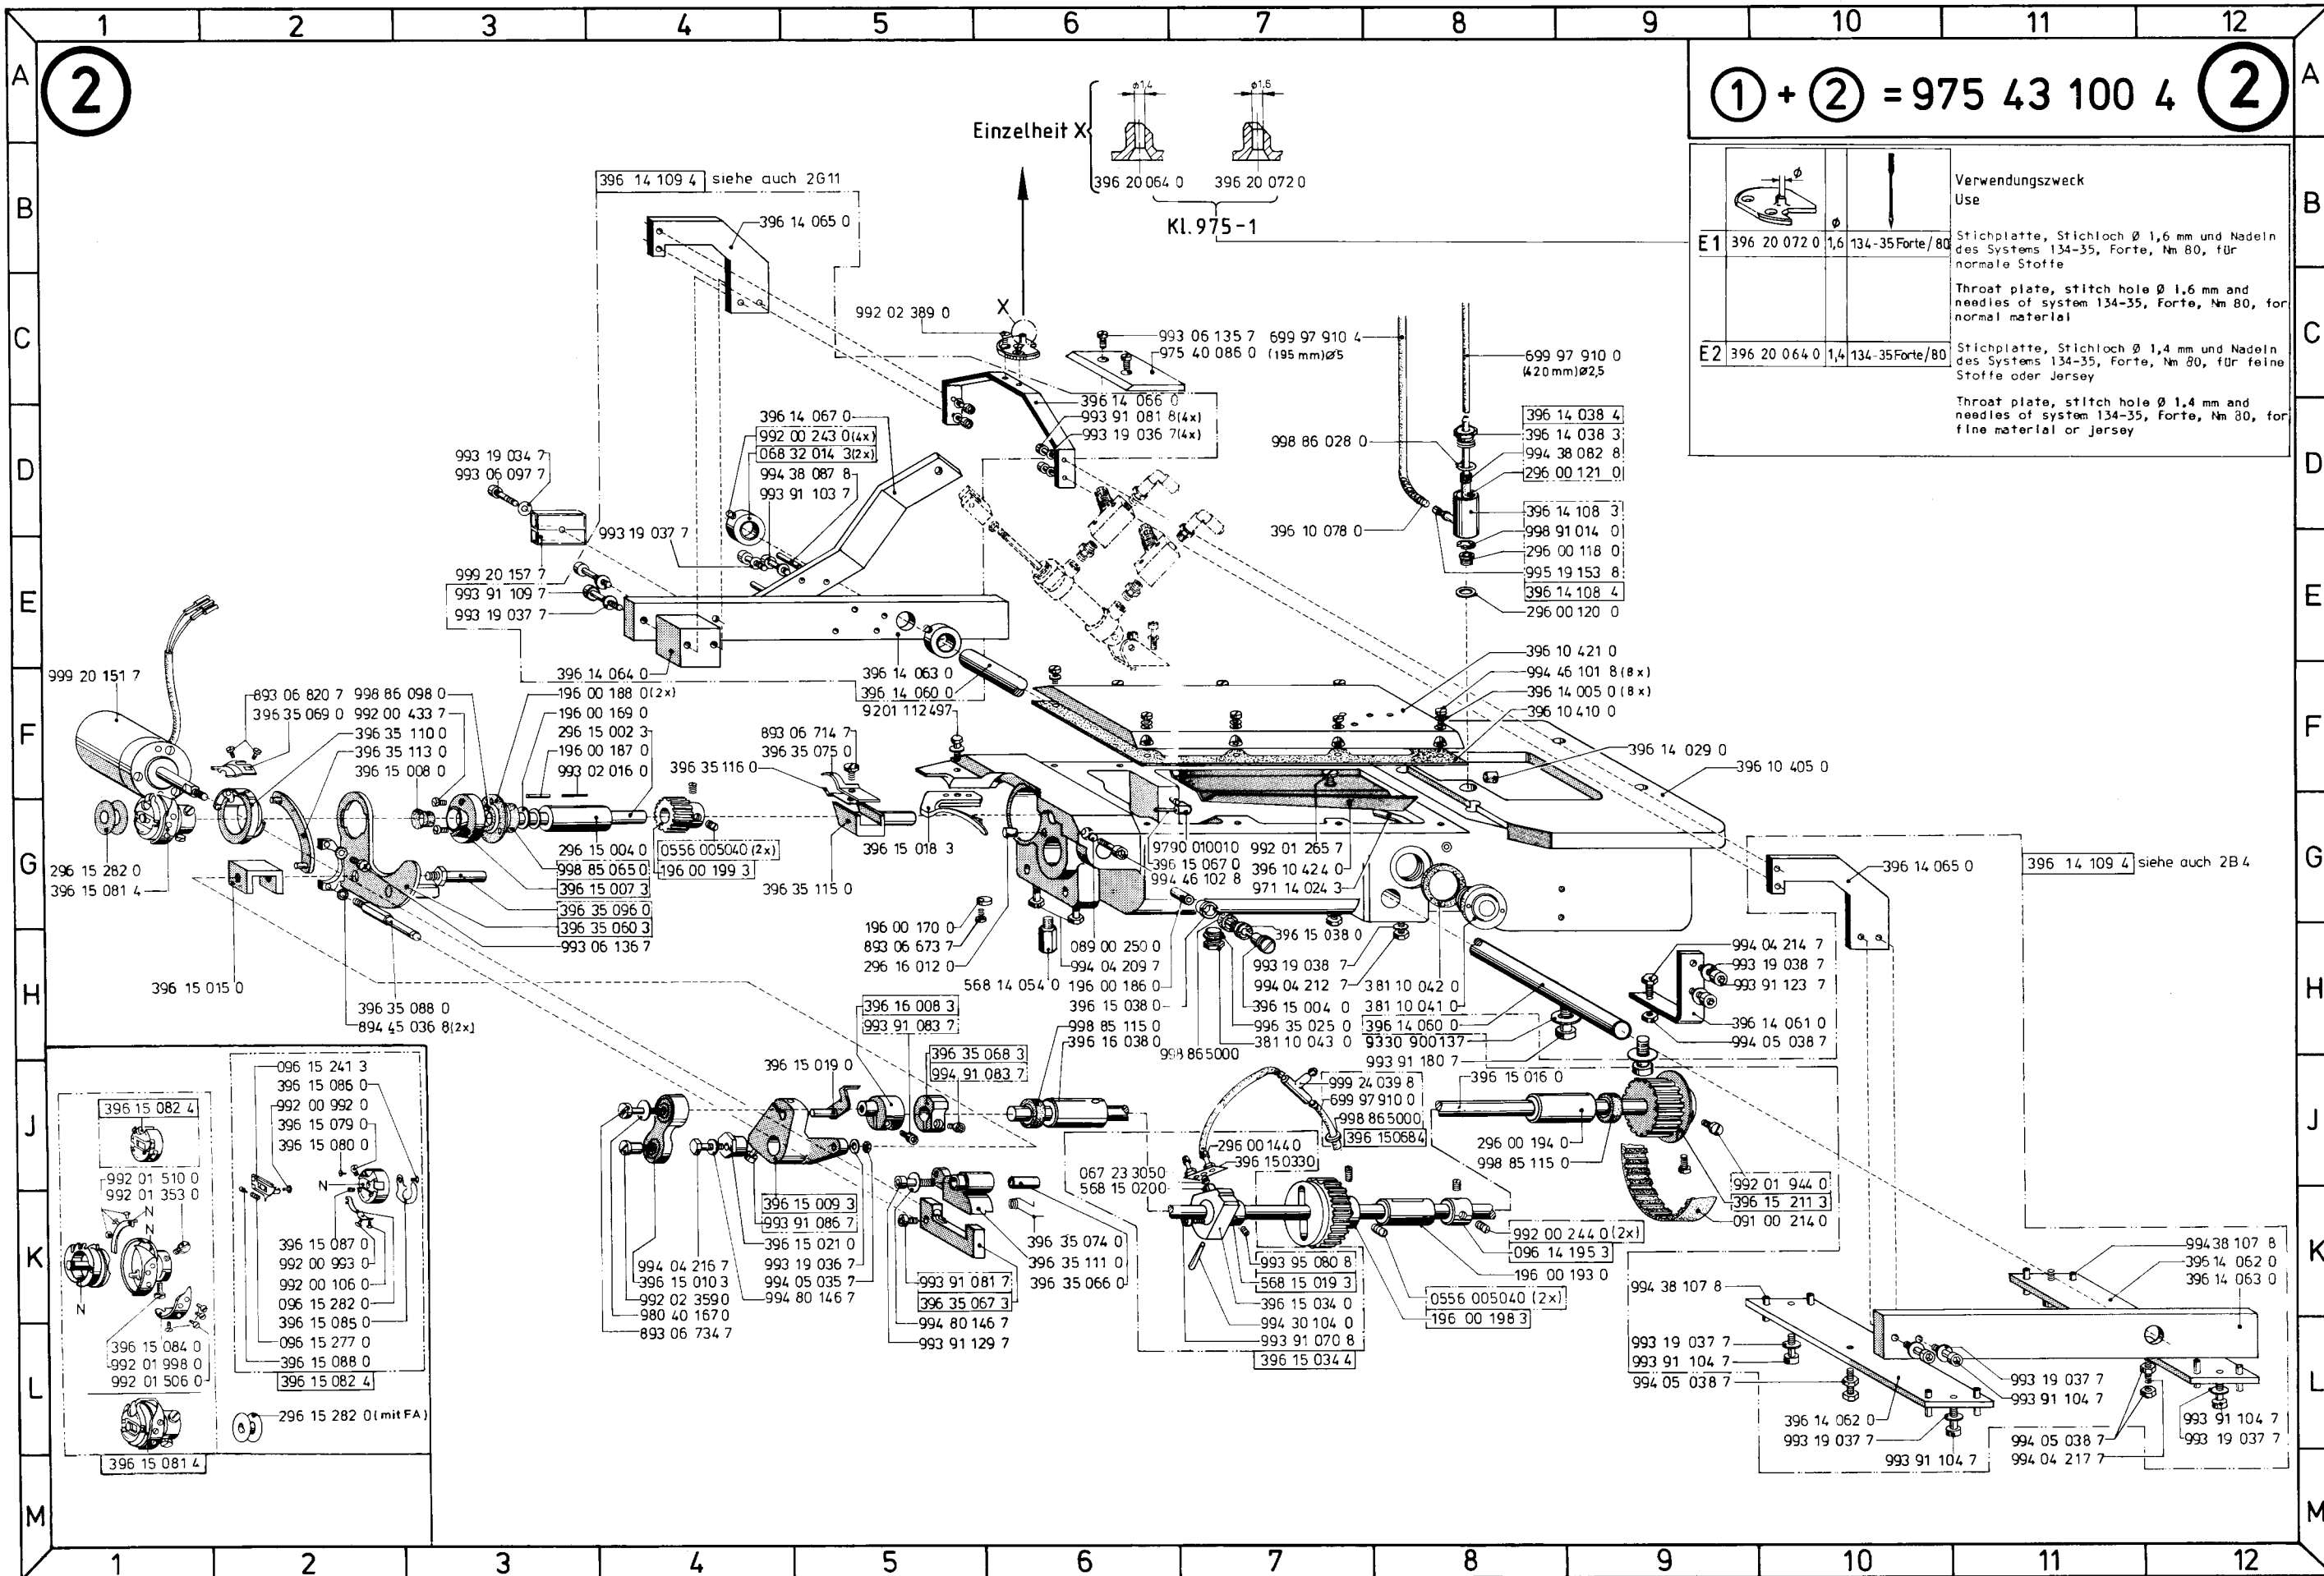 1 2 3 4 5 6 7 8 9 10 11 12
A
B
C
D
E
F
G
H
J
K
L
M
2
1 + 2 = 975 43 100 4 2
Einzelheit X
ø1,4
ø1,6
396 20 064 0
396 20 072 0
Kl. 975-1
ø
ø
Verwendungszweck
Use
E1 396 20 072 0 1,6 134-35 Forte/80
Stichplatte, Stichloch Ø 1,6 mm und Nadeln
des Systems 134-35, Forte, Nm 80, für
normale Stoffe
Throat plate, stitch hole Ø 1.6 mm and
needles of system 134-35, Forte, Nm 80, for
normal material
E2 396 20 064 0 1,4 134-35 Forte/80
Stichplatte, Stichloch Ø 1,4 mm und Nadeln
des Systems 134-35, Forte, Nm 80, für feine
Stoffe oder Jersey
Throat plate, stitch hole Ø 1.4 mm and
needles of system 134-35, Forte, Nm 80, for
fine material or jersey
396 14 109 4 siehe auch 2G11
396 14 065 0
992 02 389 0
X
993 06 135 7
975 40 086 0
699 97 910 4
(195 mm)Ø5
699 97 910 0
(420 mm)Ø2,5
396 14 066 0
993 91 081 8(4x)
993 19 036 7(4x)
396 14 067 0
992 00 243 0(4x)
068 32 014 3(2x)
994 38 087 8
993 91 103 7
993 19 034 7
993 06 097 7
993 19 037 7
998 86 028 0
396 14 038 4
396 14 038 3
994 38 082 8
296 00 121 0
396 10 078 0
396 14 108 3
998 91 014 0
296 00 118 0
995 19 153 8
396 14 108 4
296 00 120 0
999 20 157 7
993 91 109 7
993 19 037 7
396 14 064 0
396 14 063 0
396 14 060 0
9201 112497
396 10 421 0
994 46 101 8(8x)
396 14 005 0(8x)
396 10 410 0
396 14 029 0
396 10 405 0
999 20 151 7
893 06 820 7
396 35 069 0
396 35 110 0
396 35 113 0
396 15 008 0
998 86 098 0
992 00 433 7
196 00 188 0(2x)
196 00 169 0
296 15 002 3
196 00 187 0
993 02 016 0
893 06 714 7
396 35 075 0
396 35 116 0
296 15 282 0
396 15 081 4
296 15 004 0
998 85 065 0
396 15 007 3
396 35 096 0
396 35 060 3
993 06 136 7
0556 005040 (2x)
196 00 199 3
396 35 115 0
396 15 018 3
9790 010010
396 15 067 0
994 46 102 8
992 01 265 7
396 10 424 0
971 14 024 3
396 14 065 0
396 14 109 4 siehe auch 2B4
396 15 015 0
396 35 088 0
894 45 036 8(2x)
196 00 170 0
893 06 673 7
296 16 012 0
568 14 054 0
089 00 250 0
994 04 209 7
196 00 186 0
396 15 038 0
998 86 5000
396 15 038 0
993 19 038 7
994 04 212 7
396 15 004 0
996 35 025 0
381 10 043 0
381 10 042 0
381 10 041 0
396 14 060 0
9330 900137
993 91 180 7
994 04 214 7
993 19 038 7
993 91 123 7
396 14 061 0
994 05 038 7
396 16 008 3
993 91 083 7
998 85 115 0
396 16 038 0
396 15 019 0
396 35 068 3
994 91 083 7
999 24 039 8
699 97 910 0
998 86 5000
396 15 068 4
296 00 144 0
396 15 033 0
067 23 305 0
568 15 020 0
396 15 016 0
296 00 194 0
998 85 115 0
992 01 944 0
396 15 211 3
091 00 214 0
992 00 244 0(2x)
096 14 195 3
196 00 193 0
0556 005040 (2x)
196 00 198 3
993 95 080 8
568 15 019 3
396 15 034 0
994 30 104 0
993 91 070 8
396 15 034 4
396 15 009 3
993 91 086 7
396 15 021 0
993 19 036 7
994 05 035 7
994 80 146 7
994 04 216 7
396 15 010 3
992 02 359 0
980 40 167 0
893 06 734 7
396 35 074 0
396 35 111 0
396 35 066 0
993 91 081 7
396 35 067 3
994 80 146 7
993 91 129 7
396 15 082 4
992 01 510 0
992 01 353 0
N
N
N
396 15 084 0
992 01 998 0
992 01 506 0
396 15 081 4
096 15 241 3
396 15 086 0
992 00 992 0
396 15 079 0
396 15 080 0
N
396 15 087 0
992 00 993 0
992 00 106 0
096 15 282 0
396 15 085 0
096 15 277 0
396 15 088 0
396 15 082 4
296 15 282 0(mit FA)
994 38 107 8
396 14 062 0
396 14 063 0
994 38 107 8
993 19 037 7
993 91 104 7
994 05 038 7
396 14 062 0
993 19 037 7
993 91 104 7
993 19 037 7
993 91 104 7
994 05 038 7
994 04 217 7
993 91 104 7
993 19 037 7
A
B
C
D
E
F
G
H
J
K
L
M
1 2 3 4 5 6 7 8 9 10 11 12